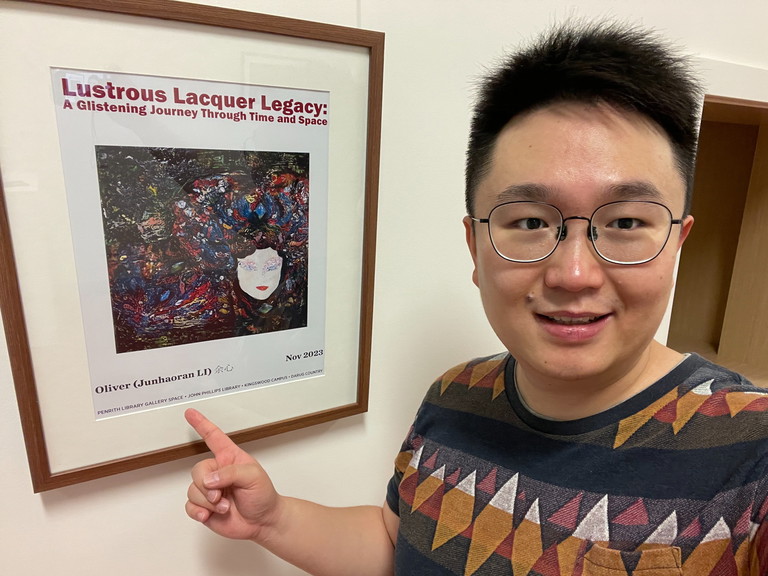 Lustrous Lacquer Legacy:
A Glistening Journey Through Time and Space
Nov 2023
Oliver (Junhaoran LI)
PENRITH LIBRARY GALLERY SPACE • JOHN PHILLIPS LIBRARY • KINGSWOOD CAMPUS • DARUG COUNTRY